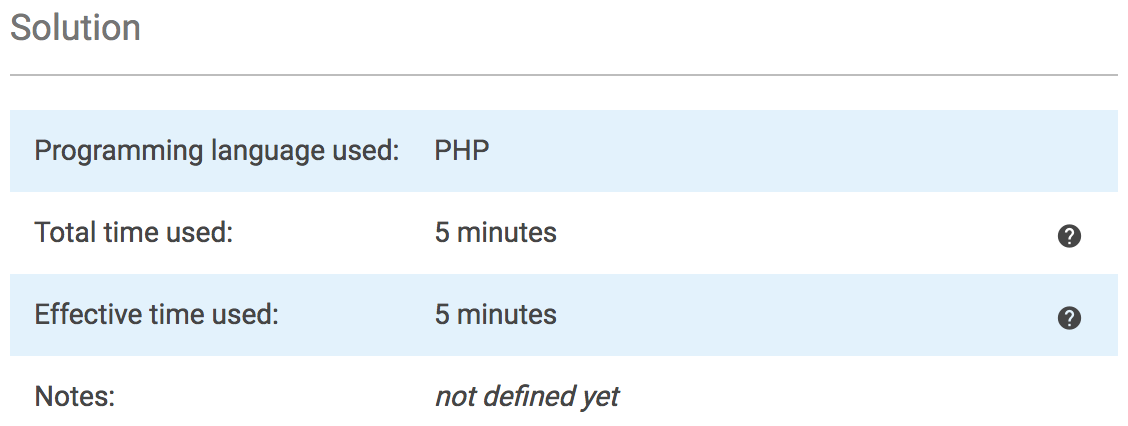 Solution
Programming language used: PHP
Total time used: 5 minutes
Effective time used: 5 minutes
Notes: not defined yet